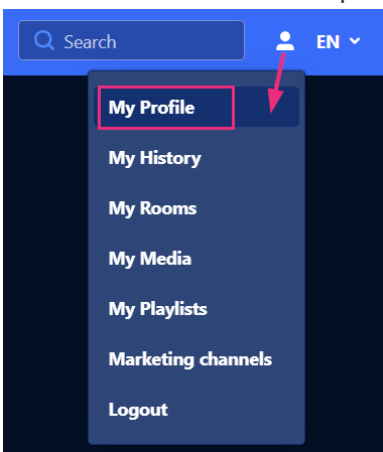 Search
EN
My Profile
My History
My Rooms
My Media
My Playlists
Marketing channels
Logout